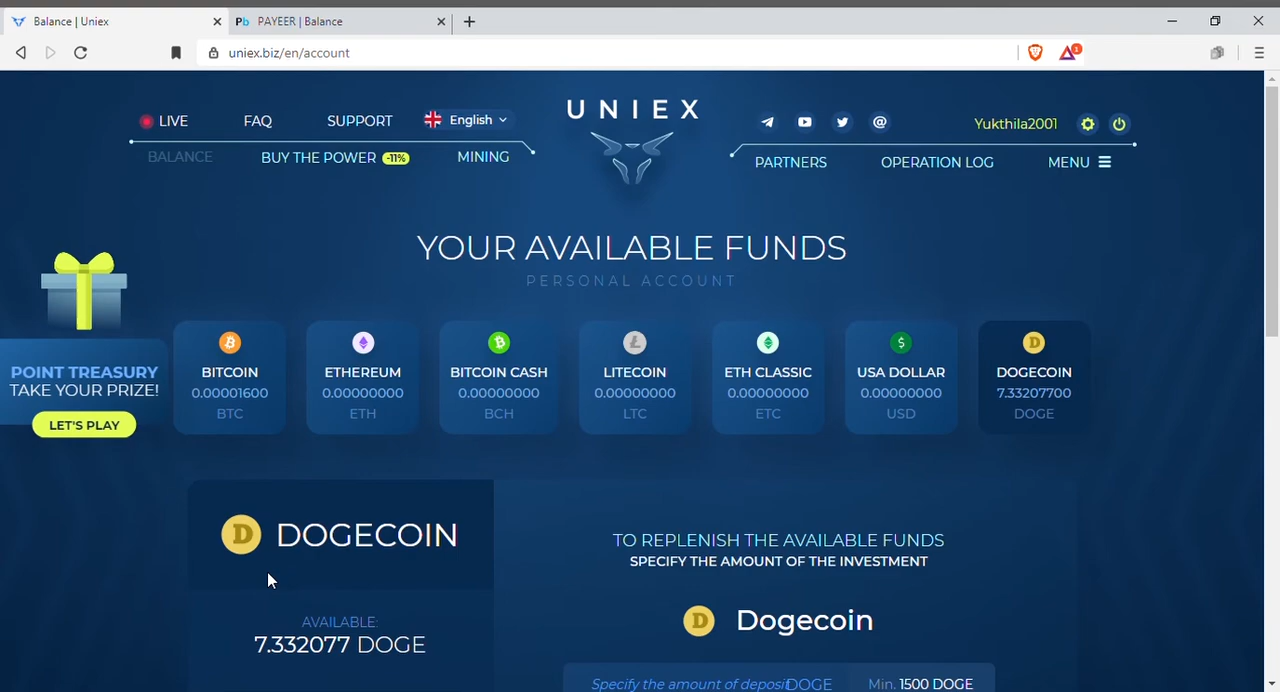 Balance | Uniex
Pb PAYEER | Balance
uniex.biz/en/account
1
LIVE FAQ SUPPORT English
UNIEX
@ Yukthila2001
BALANCE BUY THE POWER -11% MINING
PARTNERS OPERATION LOG MENU
YOUR AVAILABLE FUNDS
PERSONAL ACCOUNT
POINT TREASURY
TAKE YOUR PRIZE!
LET'S PLAY
BITCOIN
0.00001600
BTC
ETHEREUM
0.00000000
ETH
BITCOIN CASH
0.00000000
BCH
LITECOIN
0.00000000
LTC
ETH CLASSIC
0.00000000
ETC
$
USA DOLLAR
0.00000000
USD
D
DOGECOIN
7.33207700
DOGE
D DOGECOIN
AVAILABLE:
7.332077 DOGE
TO REPLENISH THE AVAILABLE FUNDS
SPECIFY THE AMOUNT OF THE INVESTMENT
D Dogecoin
Specify the amount of deposit DOGE Min. 1500 DOGE